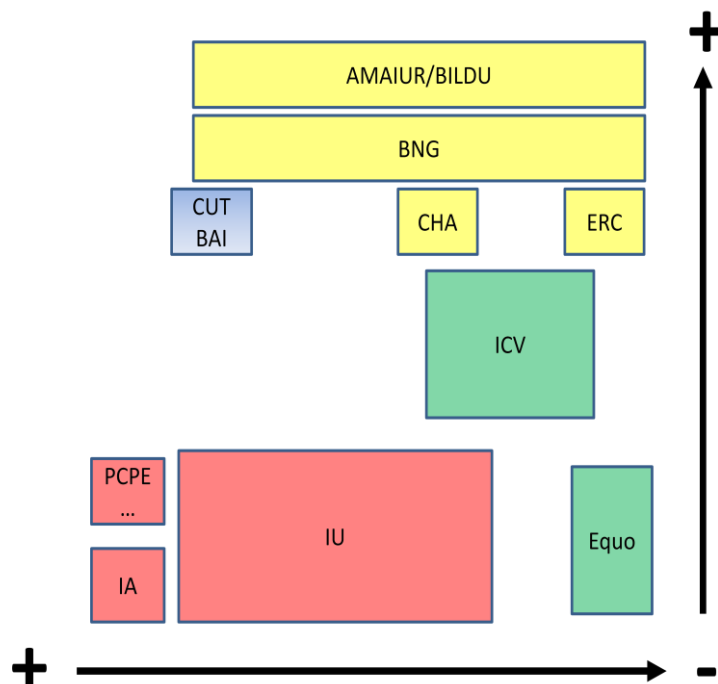 +
AMAIUR/BILDU
BNG
CUT
BAI
CHA
ERC
ICV
PCPE
...
IU
Equo
IA
+
-